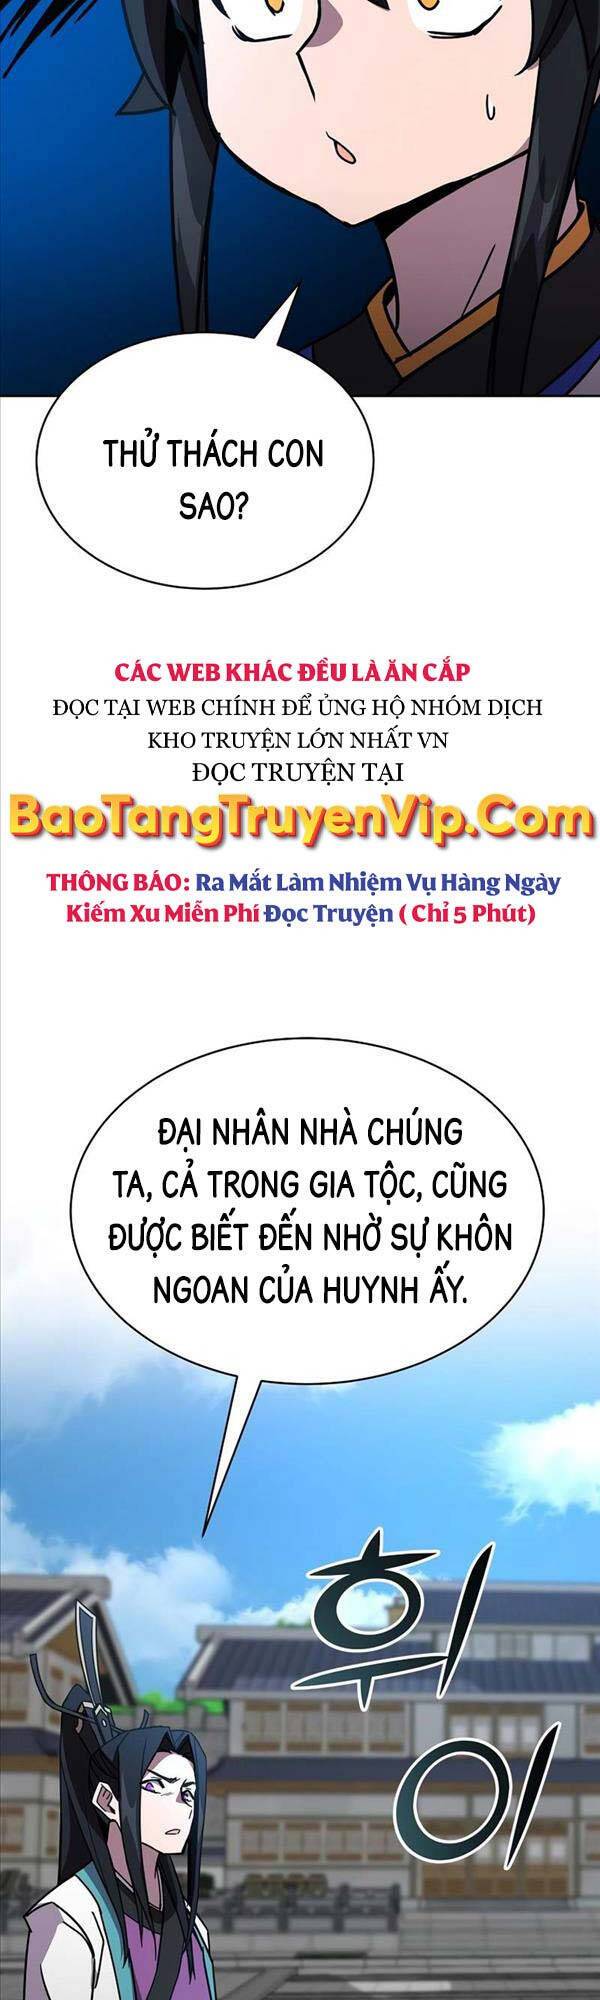 THỬ THÁCH CON
SAO?
CÁC WEB KHÁC ĐỀU LÀ ĂN CẮP
ĐỌC TẠI WEB CHÍNH ĐỂ ỦNG HỘ NHÓM DỊCH
KHO TRUYỆN LỚN NHẤT VN
ĐỌC TRUYỆN TẠI
BaoTangTruyenVip.Com
THÔNG BÁO: Ra Mắt Làm Nhiệm Vụ Hàng Ngày
Kiếm Xu Miễn Phí Đọc Truyện ( Chỉ 5 Phút)
ĐẠI NHÂN NHÀ CHÚNG
TA, CẢ TRONG GIA TỘC, CŨNG
ĐƯỢC BIẾT ĐẾN NHỜ SỰ KHÔN
NGOAN CỦA HUYNH ẤY.
휘
이